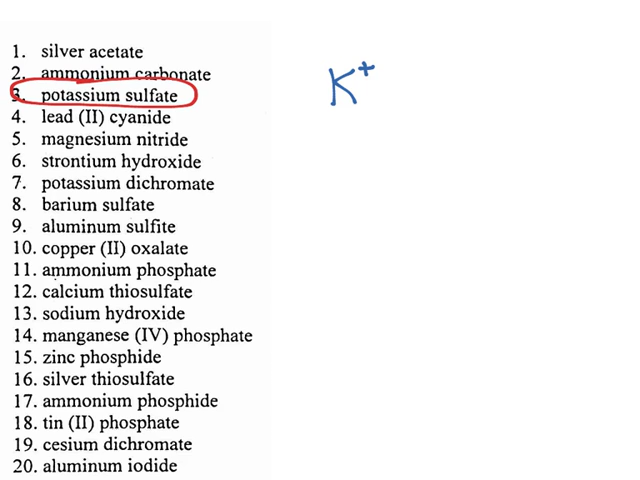 1. silver acetate
2. ammonium carbonate
3. potassium sulfate
4. lead (II) cyanide
5. magnesium nitride
6. strontium hydroxide
7. potassium dichromate
8. barium sulfate
9. aluminum sulfite
10. copper (II) oxalate
11. ammonium phosphate
12. calcium thiosulfate
13. sodium hydroxide
14. manganese (IV) phosphate
15. zinc phosphide
16. silver thiosulfate
17. ammonium phosphide
18. tin (II) phosphate
19. cesium dichromate
20. aluminum iodide
K+